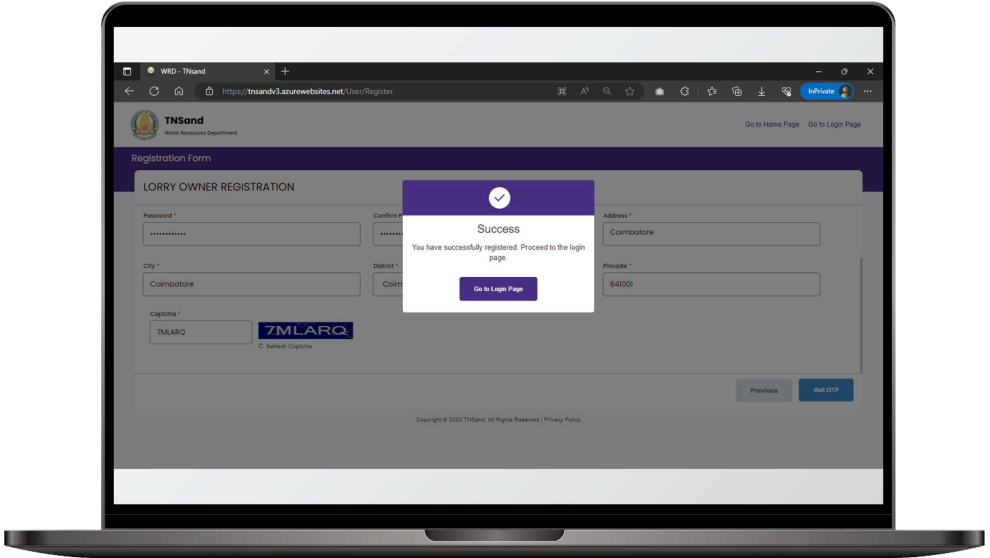 WRD - TNsand
https://tnsandv3.azurewebsites.net/User/Register
InPrivate
TNSand
Water Resources Department
Go to Home Page Go to Login Page
Registration Form
LORRY OWNER REGISTRATION
Password *
Confirm
Address *
Coimbatore
Success
You have successfully registered. Proceed to the login
page.
Go to Login Page
City *
Coimbatore
District *
Coim
Pincode *
641001
Captcha *
7MLARQ
7MLARQ
Refresh Captcha
Previous
Get OTP
Copyright © 2023 TNSand, All Rights Reserved | Privacy Policy